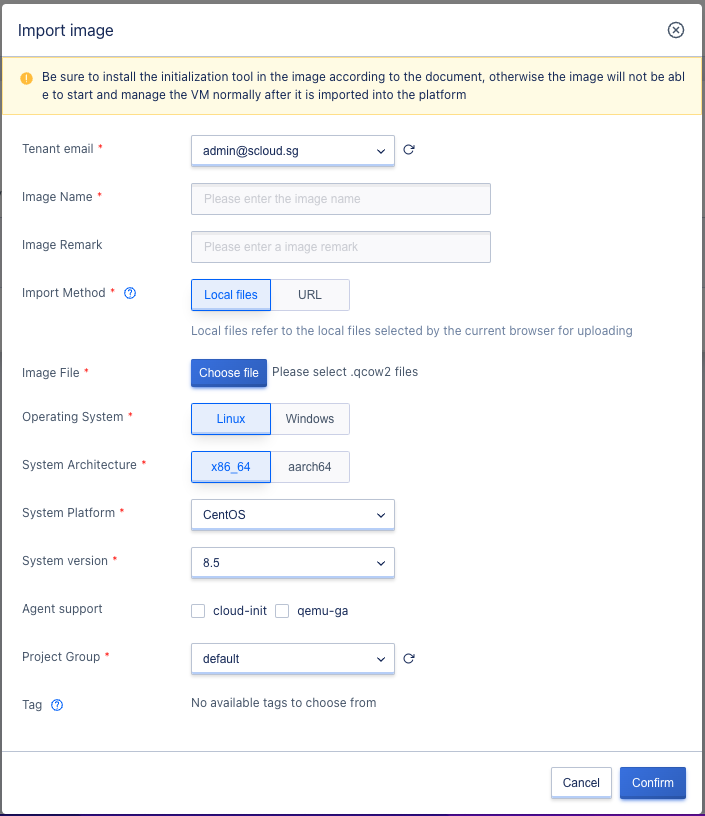 Import image
Be sure to install the initialization tool in the image according to the document, otherwise the image will not be abl
e to start and manage the VM normally after it is imported into the platform
Tenant email * admin@scloud.sg
Image Name * Please enter the image name
Image Remark Please enter a image remark
Import Method * Local files URL
Local files refer to the local files selected by the current browser for uploading
Image File * Choose file Please select .qcow2 files
Operating System * Linux Windows
System Architecture * x86_64 aarch64
System Platform * CentOS
System version * 8.5
Agent support cloud-init qemu-ga
Project Group * default
Tag No available tags to choose from
Cancel Confirm